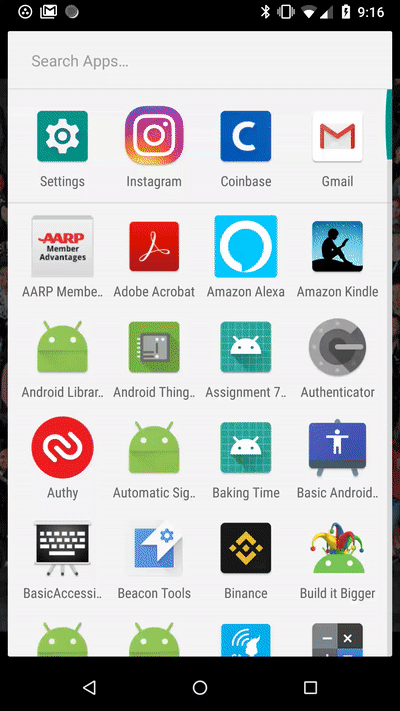 9:16
Search Apps…
Settings
Instagram
Coinbase
Gmail
AARP
Member
Advantages
AARP Membe..
Adobe Acrobat
Amazon Alexa
Amazon Kindle
Android Librar..
Android Thing..
Assignment 7..
Authenticator
Authy
Automatic Sig..
Baking Time
Basic Android..
BasicAccessi..
Beacon Tools
Binance
Build it Bigger